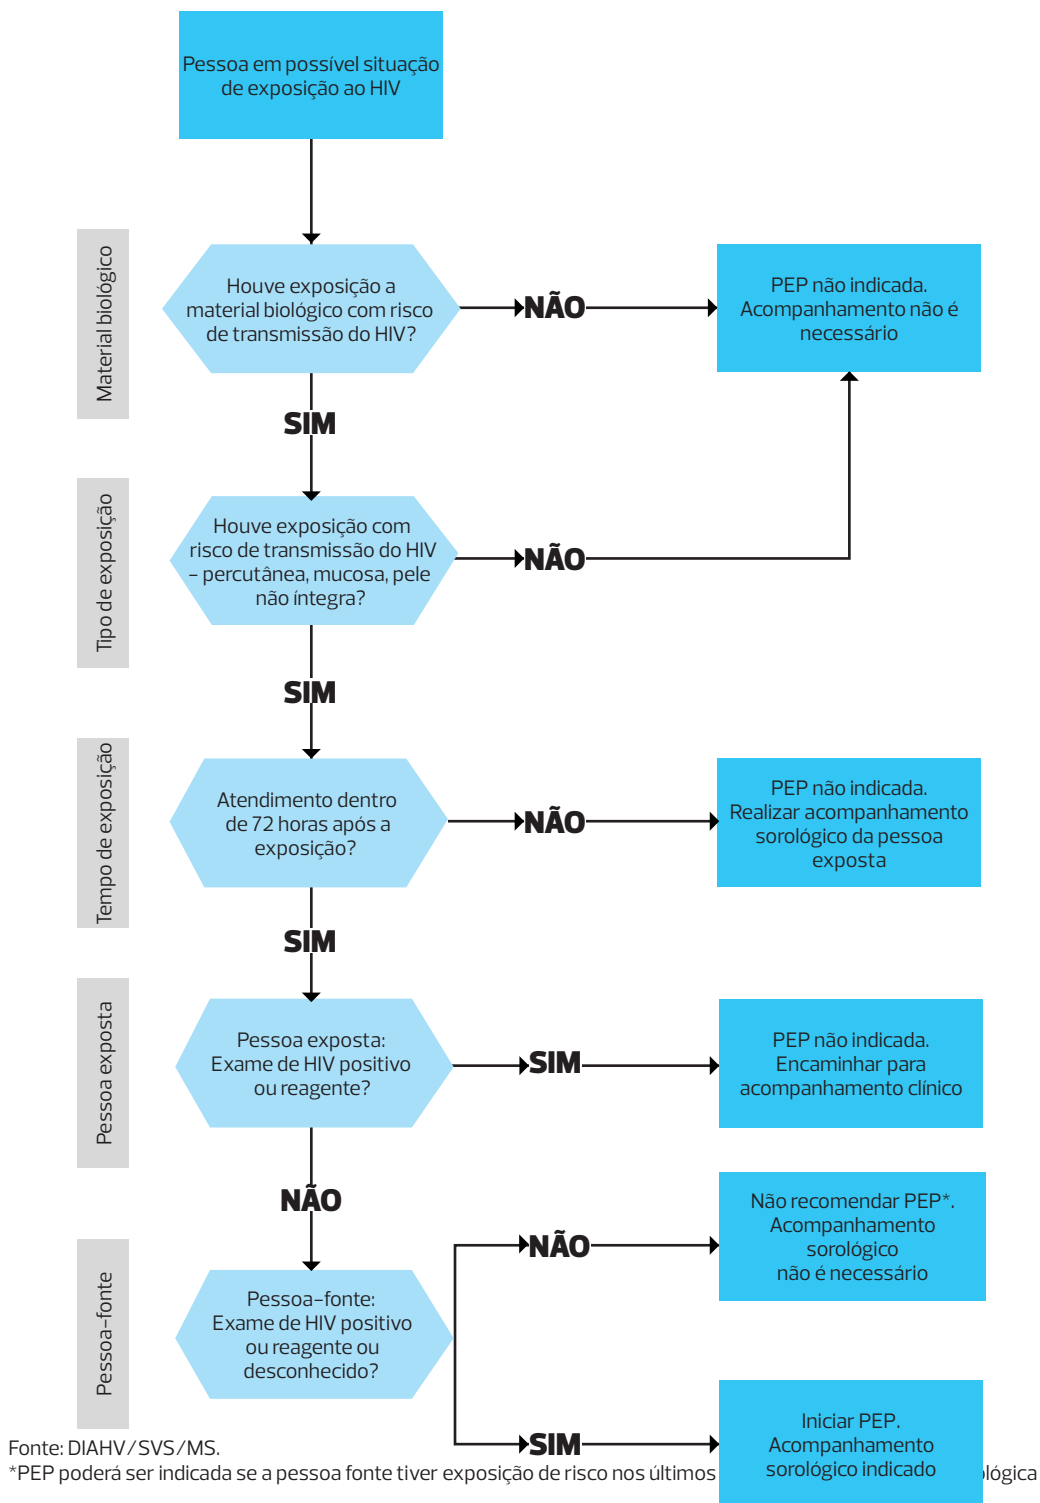 Pessoa em possível situação
de exposição ao HIV
Material biológico
Houve exposição a
material biológico com risco
de transmissão do HIV?
NÃO
PEP não indicada.
Acompanhamento não é
necessário
SIM
Tipo de exposição
Houve exposição com
risco de transmissão do HIV
- percutânea, mucosa, pele
não íntegra?
NÃO
SIM
Tempo de exposição
Atendimento dentro
de 72 horas após a
exposição?
NÃO
PEP não indicada.
Realizar acompanhamento
sorológico da pessoa
exposta
SIM
Pessoa exposta
Pessoa exposta:
Exame de HIV positivo
ou reagente?
SIM
PEP não indicada.
Encaminhar para
acompanhamento clínico
NÃO
Pessoa-fonte
Pessoa-fonte:
Exame de HIV positivo
ou reagente ou
desconhecido?
NÃO
Não recomendar PEP*.
Acompanhamento
sorológico
não é necessário
SIM
Iniciar PEP.
Acompanhamento
sorológico indicado
Fonte: DIAHV/SVS/MS.
*PEP poderá ser indicada se a pessoa fonte tiver exposição de risco nos últimos